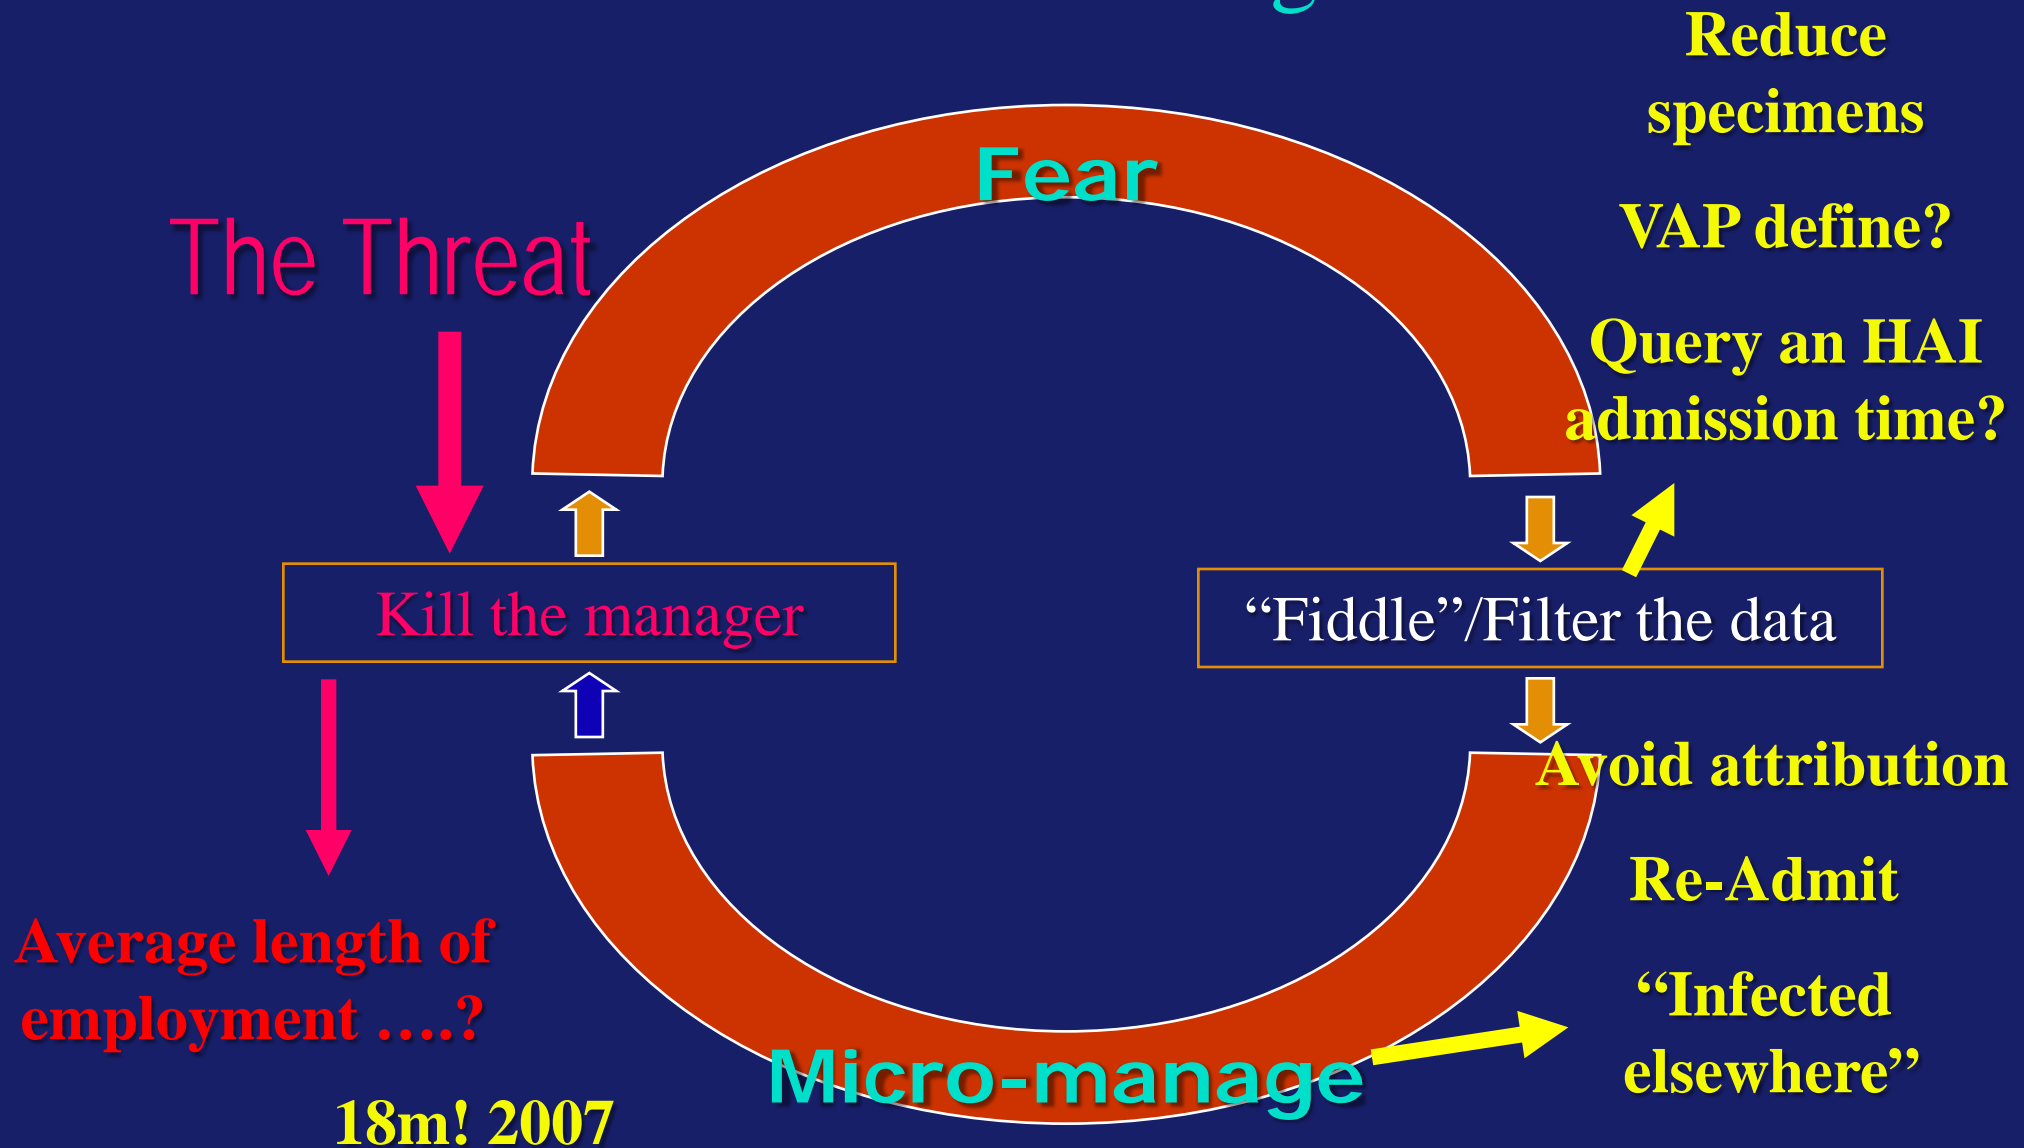 Reduce
specimens
Fear
VAP define?
The Threat
Query an HAI
admission time?
Kill the manager
“Fiddle”/Filter the data
Avoid attribution
Re-Admit
Average length of
employment ….?
“Infected
elsewhere”
Micro-manage
18m! 2007